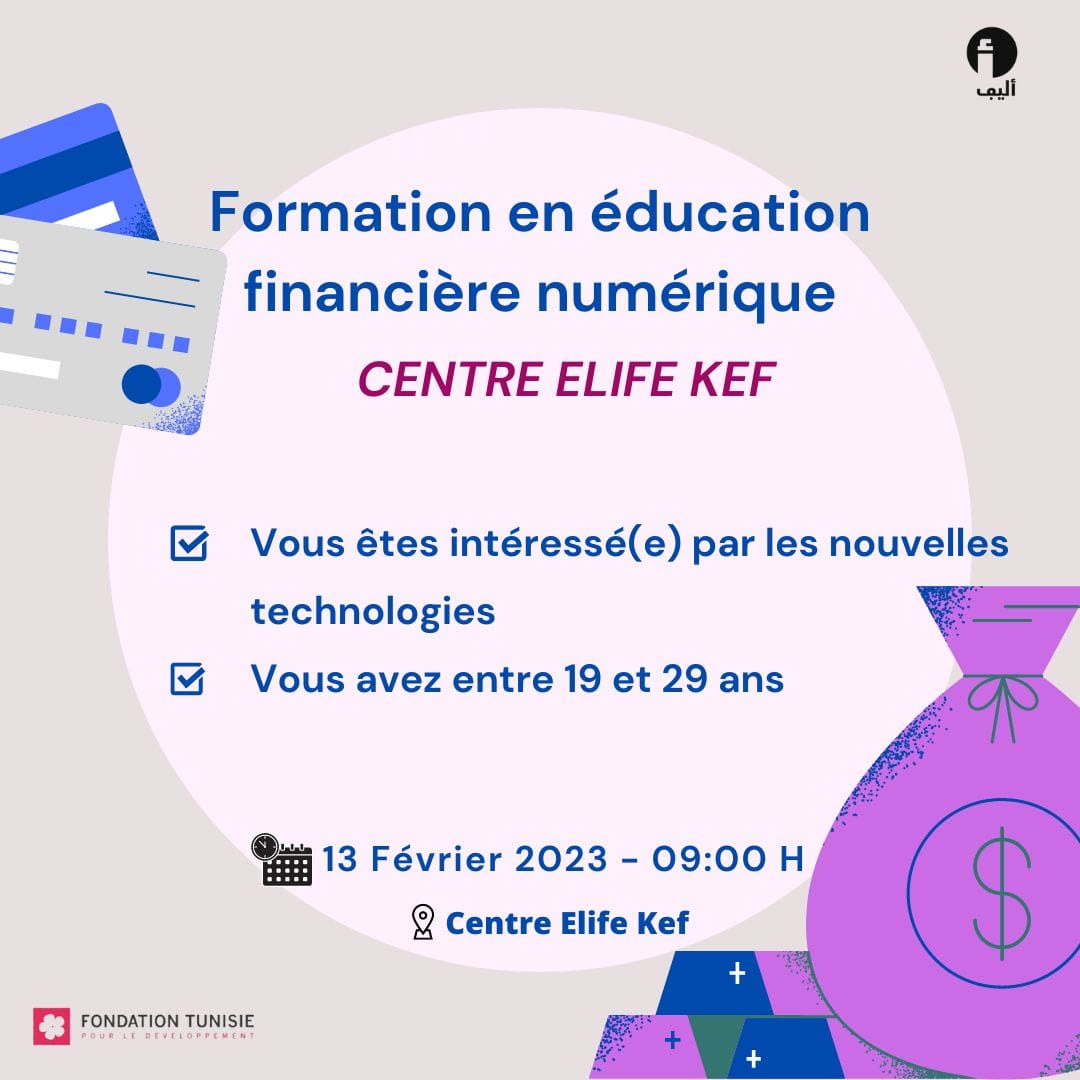 أ
أليف
Formation en éducation
financière numérique
CENTRE ELIFE KEF
Vous êtes intéressé(e) par les nouvelles
technologies
Vous avez entre 19 et 29 ans
13 Février 2023 - 09:00 H
Centre Elife Kef
$
FONDATION TUNISIE
POUR LE DÉVELOPPEMENT